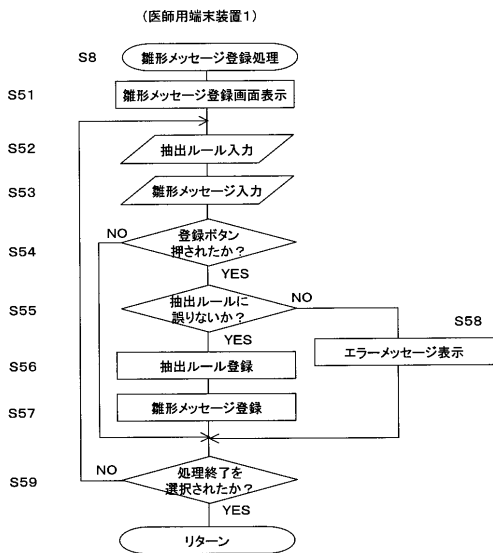 (医師用端末装置1)
S8
雛形メッセージ登録処理
S51
雛形メッセージ登録画面表示
S52
抽出ルール入力
S53
雛形メッセージ入力
S54
NO
登録ボタン
押されたか?
YES
S55
抽出ルールに
誤りないか?
NO
YES
S58
エラーメッセージ表示
S56
抽出ルール登録
S57
雛形メッセージ登録
S59
NO
処理終了を
選択されたか?
YES
リターン